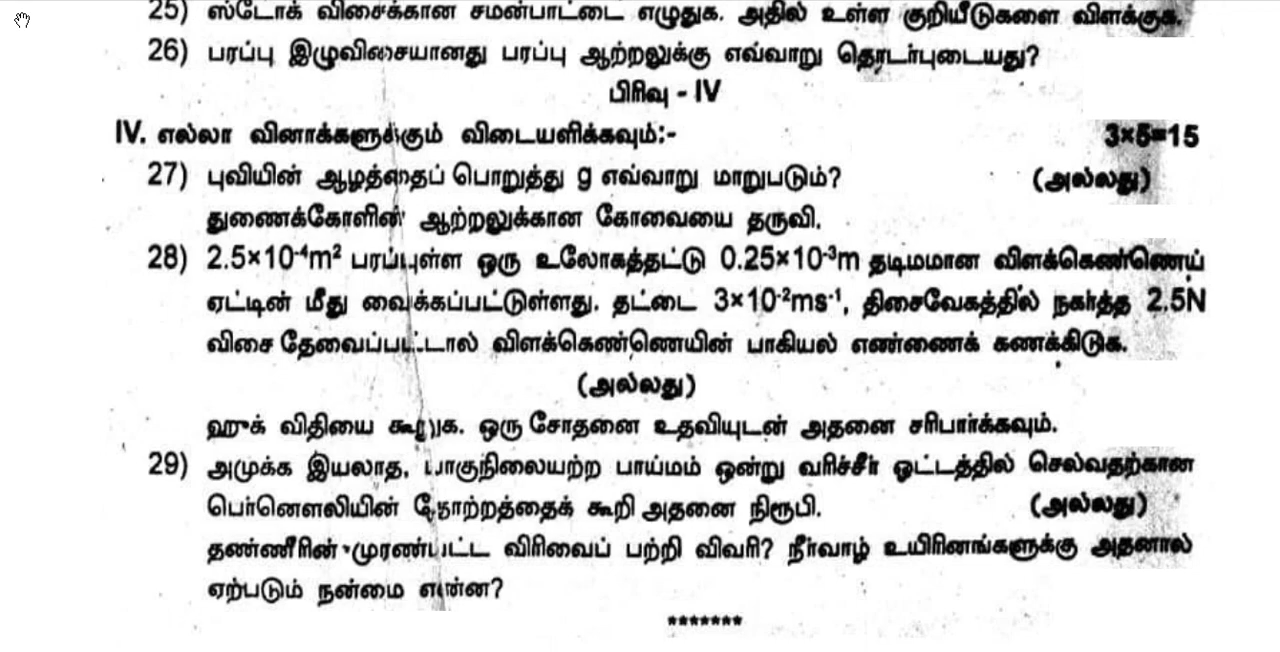 25) ஸ்டோக் விசைக்கான சமன்பாட்டை எழுதுக. அதில் உள்ள குறியீடுகளை விளக்குக.
26) பரப்பு இழுவிசையானது பரப்பு ஆற்றலுக்கு எவ்வாறு தொடர்புடையது?
பிரிவு - IV
IV. எல்லா வினாக்களுக்கும் விடையளிக்கவும்:- 3×5=15
27) புவியின் ஆழத்தைப் பொறுத்து g எவ்வாறு மாறுபடும்? (அல்லது)
துணைக்கோளின் ஆற்றலுக்கான கோவையை தருவி.
28) 2.5×10⁻⁴m² பரப்புள்ள ஒரு உலோகத்தட்டு 0.25×10⁻³m தடிமமான விளக்கெண்ணெய்
ஏட்டின் மீது வைக்கப்பட்டுள்ளது. தட்டை 3×10⁻²ms⁻¹, திசைவேகத்தில் நகர்த்த 2.5N
விசை தேவைப்பட்டால் விளக்கெண்ணெயின் பாகியல் எண்ணைக் கணக்கிடுக.
(அல்லது)
ஹுக் விதியை கூறுக. ஒரு சோதனை உதவியுடன் அதனை சரிபார்க்கவும்.
29) அமுக்க இயலாத, பாகுநிலையற்ற பாய்மம் ஒன்று வரிச்சீர் ஓட்டத்தில் செல்வதற்கான
பெர்னெளலியின் தோற்றத்தைக் கூறி அதனை நிரூபி. (அல்லது)
தண்ணீரின் முரண்பட்ட விரிவைப் பற்றி விவரி? நீர்வாழ் உயிரினங்களுக்கு அதனால்
ஏற்படும் நன்மை என்ன?
*******